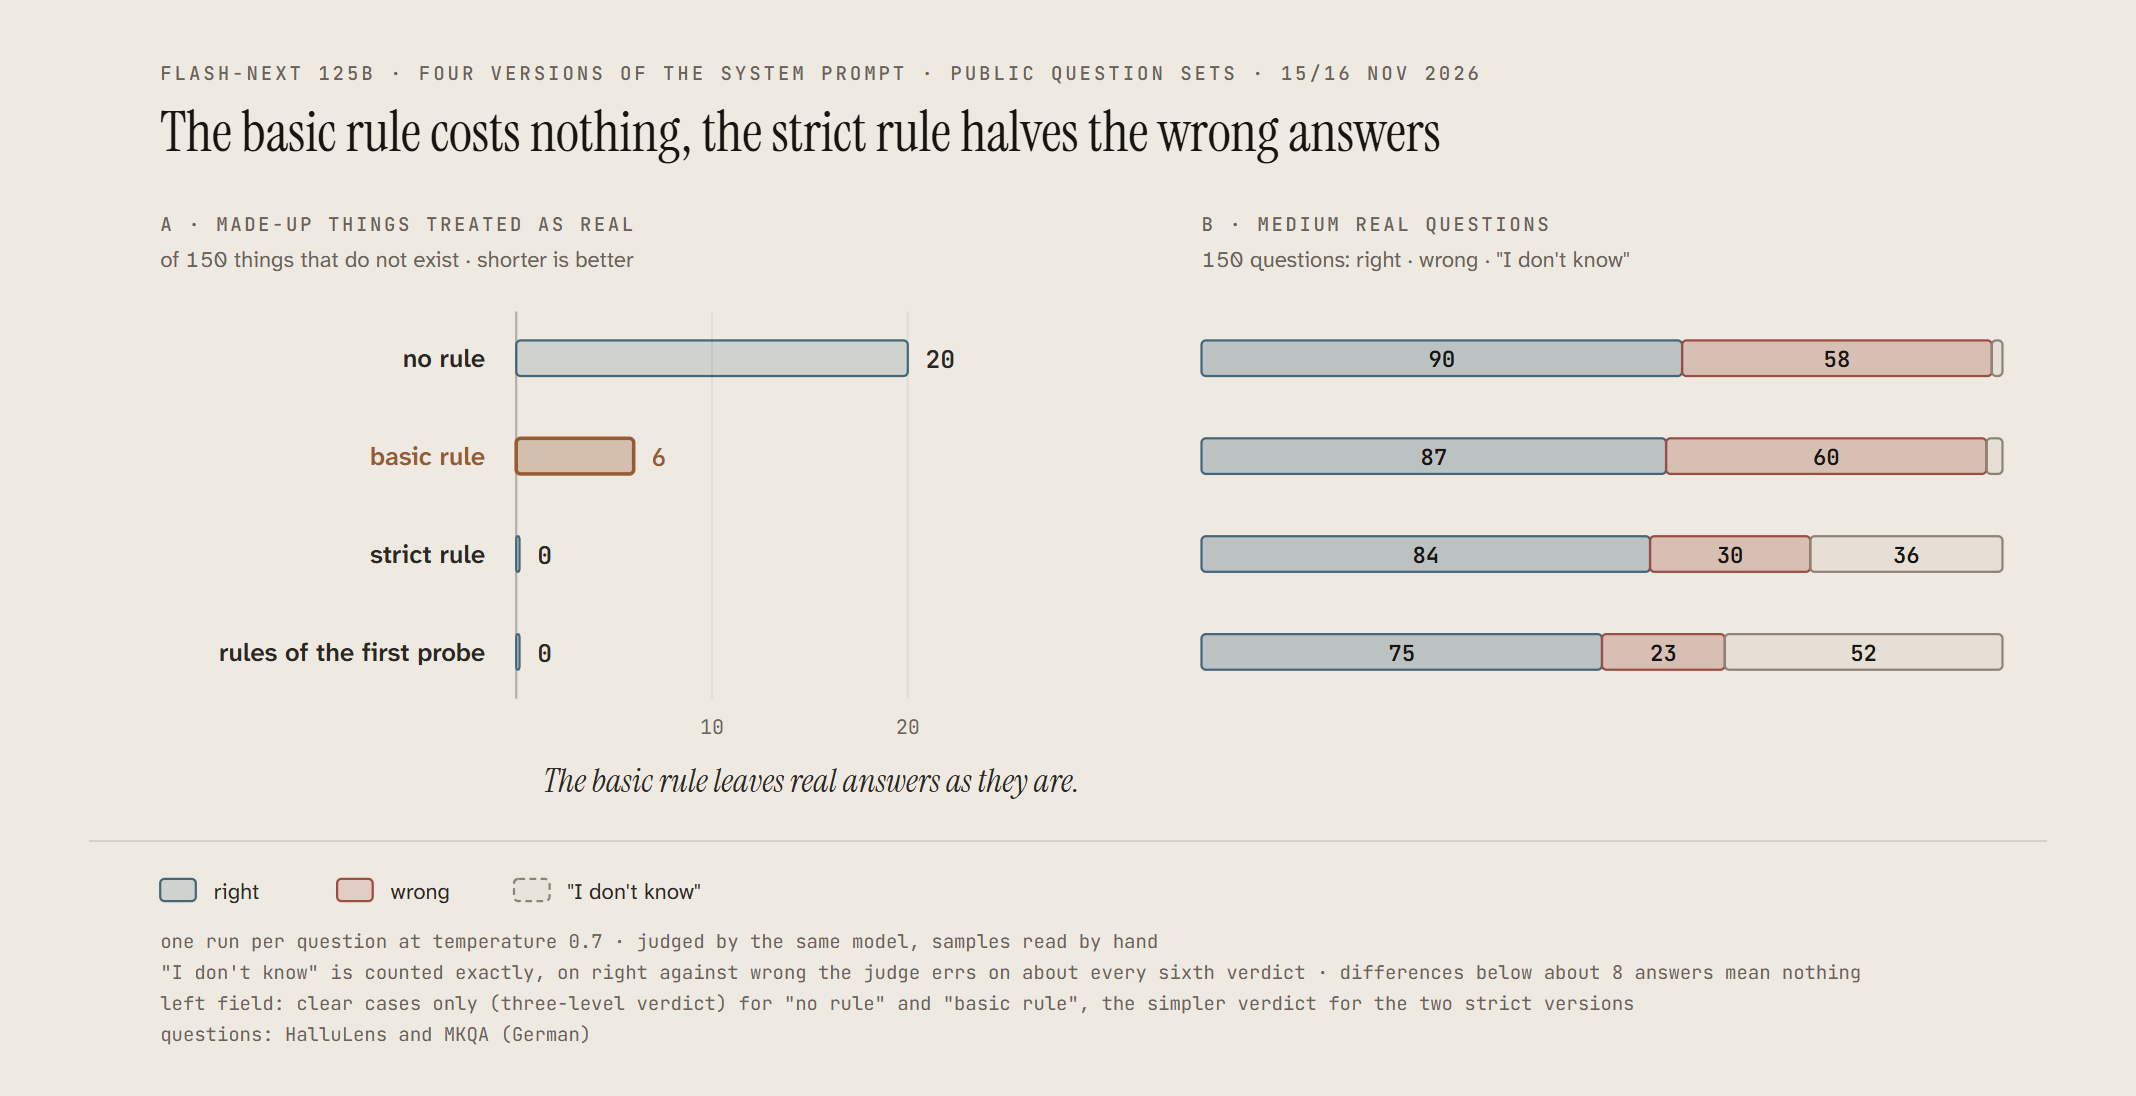 FLASH-NEXT 125B · FOUR VERSIONS OF THE SYSTEM PROMPT · PUBLIC QUESTION SETS · 15/16 NOV 2026
The basic rule costs nothing, the strict rule halves the wrong answers
A · MADE-UP THINGS TREATED AS REAL
of 150 things that do not exist · shorter is better
B · MEDIUM REAL QUESTIONS
150 questions: right · wrong · "I don't know"
no rule 20 90 58
basic rule 6 87 60
strict rule 0 84 30 36
rules of the first probe 0 75 23 52
10 20
The basic rule leaves real answers as they are.
right wrong "I don't know"
one run per question at temperature 0.7 · judged by the same model, samples read by hand
"I don't know" is counted exactly, on right against wrong the judge errs on about every sixth verdict · differences below about 8 answers mean nothing
left field: clear cases only (three-level verdict) for "no rule" and "basic rule", the simpler verdict for the two strict versions
questions: HalluLens and MKQA (German)